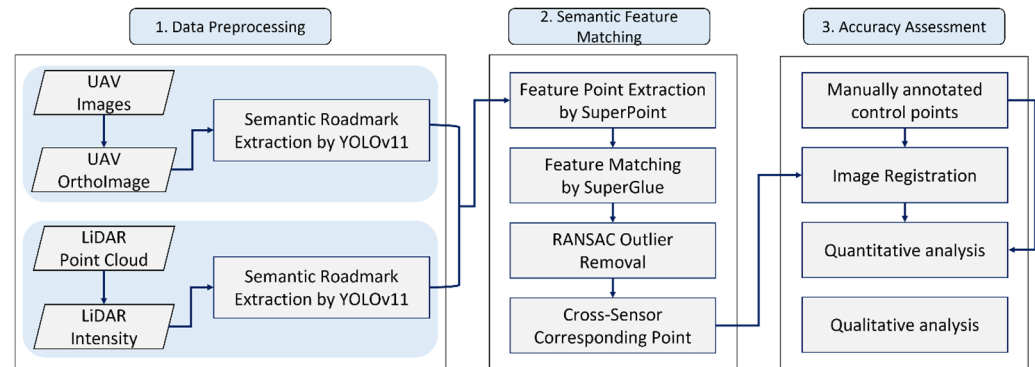 1. Data Preprocessing
UAV
Images
UAV
OrthoImage
Semantic Roadmark
Extraction by YOLOv11
LiDAR
Point Cloud
LiDAR
Intensity
Semantic Roadmark
Extraction by YOLOv11
2. Semantic Feature
Matching
Feature Point Extraction
by SuperPoint
Feature Matching
by SuperGlue
RANSAC Outlier
Removal
Cross-Sensor
Corresponding Point
3. Accuracy Assessment
Manually annotated
control points
Image Registration
Quantitative analysis
Qualitative analysis